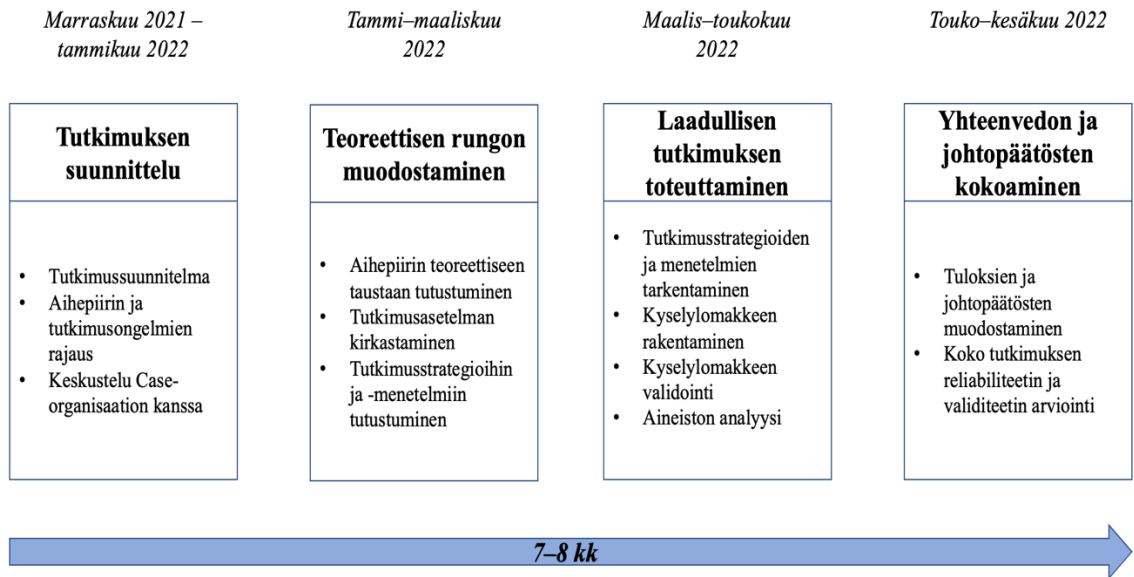 Marraskuu 2021 –
tammikuu 2022
Tammi–maaliskuu
2022
Maalis–toukokuu
2022
Touko–kesäkuu 2022
Tutkimuksen
suunnittelu
• Tutkimussuunnitelma
• Aihepiirin ja
tutkimusongelmien
rajaus
• Keskustelu Case-
organisaation kanssa
Teoreettisen rungon
muodostaminen
• Aihepiirin teoreettiseen
taustaan tutustuminen
• Tutkimusasetelman
kirkastaminen
• Tutkimusstrategioihin
ja -menetelmiin
tutustuminen
Laadullisen
tutkimuksen
toteuttaminen
• Tutkimusstrategioiden
ja menetelmien
tarkentaminen
• Kyselylomakkeen
rakentaminen
• Kyselylomakkeen
validointi
• Aineiston analyysi
Yhteenvedon ja
johtopäätösten
kokoaminen
• Tuloksien ja
johtopäätösten
muodostaminen
• Koko tutkimuksen
reliabiliteetin ja
validiteetin arviointi
7–8 kk